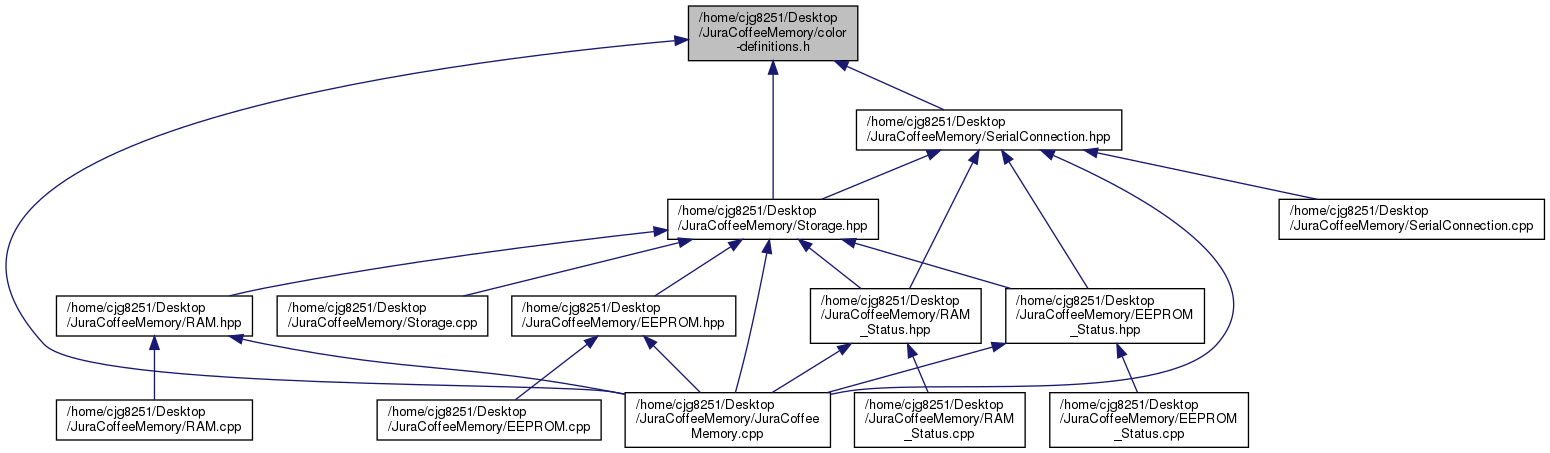 /home/cjg8251/Desktop
/JuraCoffeeMemory/color
-definitions.h
/home/cjg8251/Desktop
/JuraCoffeeMemory/SerialConnection.hpp
/home/cjg8251/Desktop
/JuraCoffeeMemory/Storage.hpp
/home/cjg8251/Desktop
/JuraCoffeeMemory/SerialConnection.cpp
/home/cjg8251/Desktop
/JuraCoffeeMemory/RAM.hpp
/home/cjg8251/Desktop
/JuraCoffeeMemory/Storage.cpp
/home/cjg8251/Desktop
/JuraCoffeeMemory/EEPROM.hpp
/home/cjg8251/Desktop
/JuraCoffeeMemory/RAM
_Status.hpp
/home/cjg8251/Desktop
/JuraCoffeeMemory/EEPROM
_Status.hpp
/home/cjg8251/Desktop
/JuraCoffeeMemory/RAM.cpp
/home/cjg8251/Desktop
/JuraCoffeeMemory/EEPROM.cpp
/home/cjg8251/Desktop
/JuraCoffeeMemory/JuraCoffee
Memory.cpp
/home/cjg8251/Desktop
/JuraCoffeeMemory/RAM
_Status.cpp
/home/cjg8251/Desktop
/JuraCoffeeMemory/EEPROM
_Status.cpp